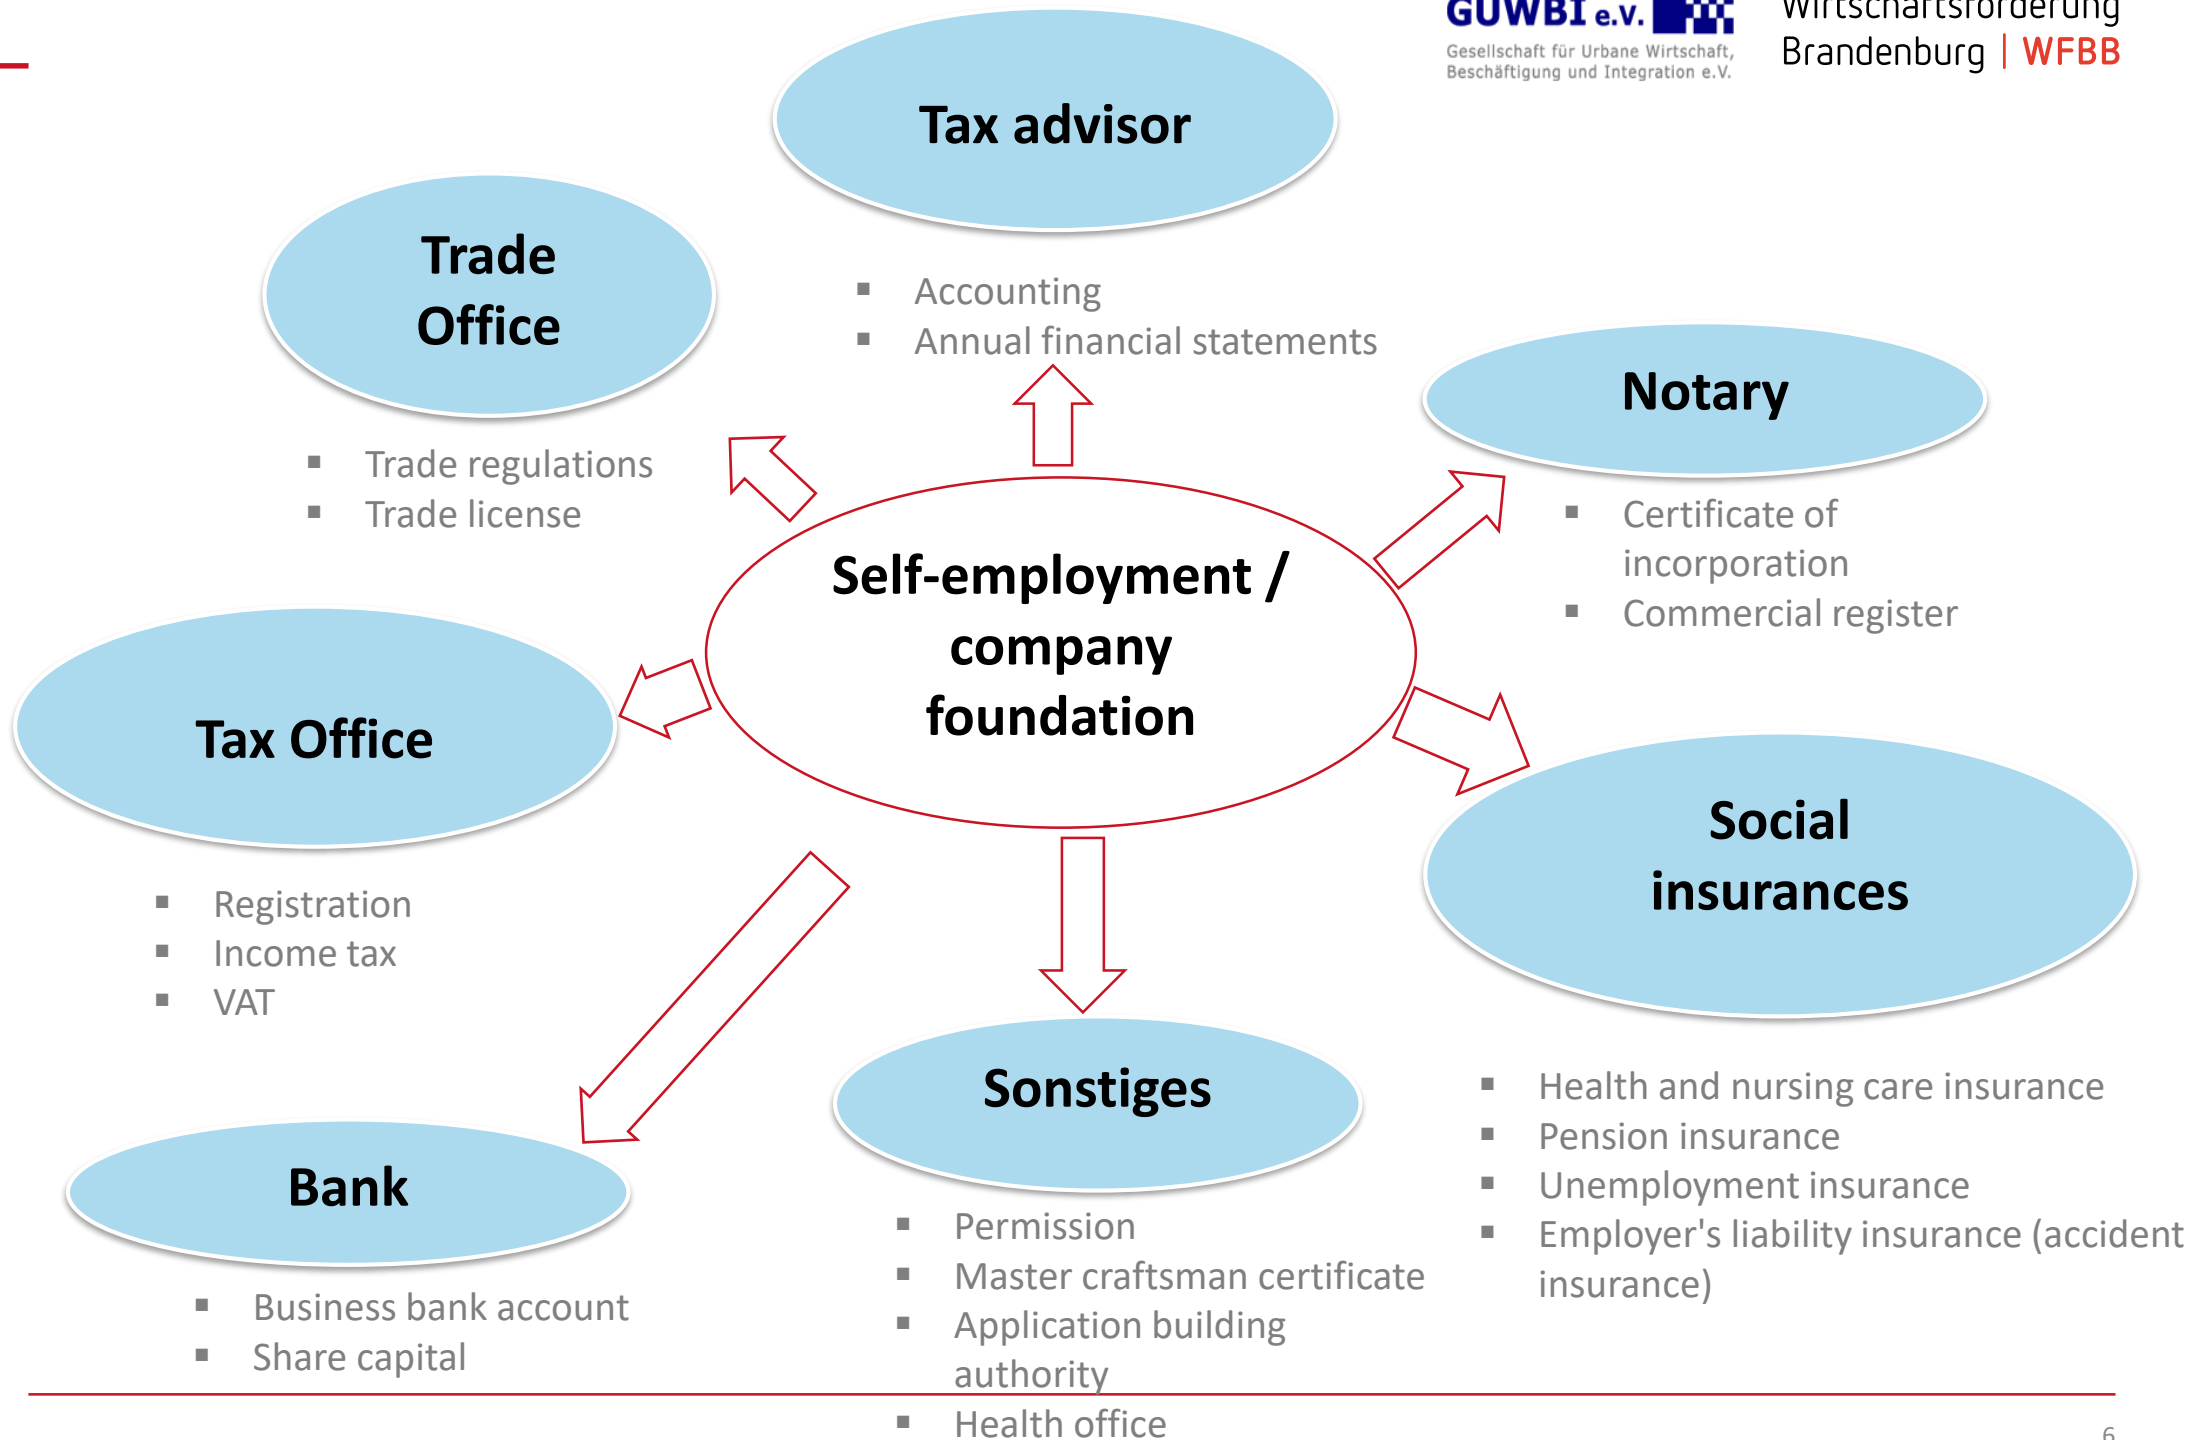 GUWBI e.V.
Gesellschaft für Urbane Wirtschaft,
Beschäftigung und Integration e.V.
Wirtschaftsförderung
Brandenburg | WFBB
Tax advisor
▪ Accounting
▪ Annual financial statements
Trade
Office
▪ Trade regulations
▪ Trade license
Notary
▪ Certificate of
incorporation
▪ Commercial register
Self-employment /
company
foundation
Tax Office
▪ Registration
▪ Income tax
▪ VAT
Social
insurances
▪ Health and nursing care insurance
▪ Pension insurance
▪ Unemployment insurance
▪ Employer's liability insurance (accident
insurance)
Sonstiges
▪ Permission
▪ Master craftsman certificate
▪ Application building
authority
▪ Health office
Bank
▪ Business bank account
▪ Share capital
6